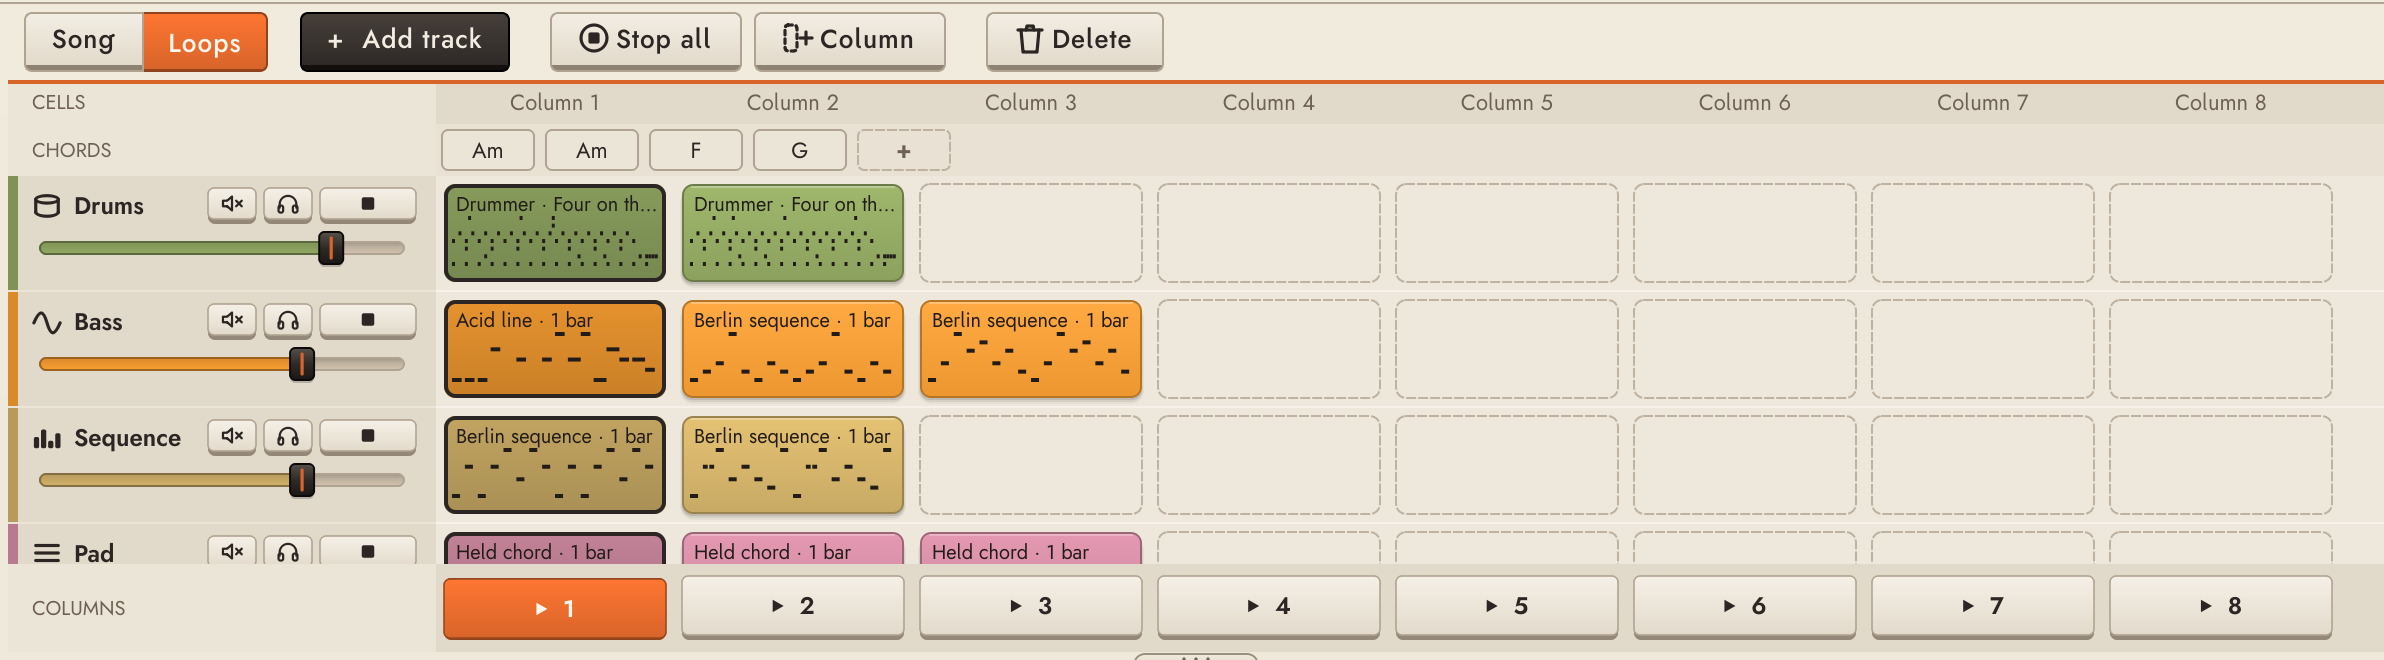 Song Loops + Add track Stop all Column Delete
CELLS Column 1 Column 2 Column 3 Column 4 Column 5 Column 6 Column 7 Column 8
CHORDS Am Am F G +
Drums Drummer · Four on th... Drummer · Four on th...
Bass Acid line · 1 bar Berlin sequence · 1 bar Berlin sequence · 1 bar
Sequence Berlin sequence · 1 bar Berlin sequence · 1 bar
Pad Held chord · 1 bar Held chord · 1 bar Held chord · 1 bar
COLUMNS 1 2 3 4 5 6 7 8